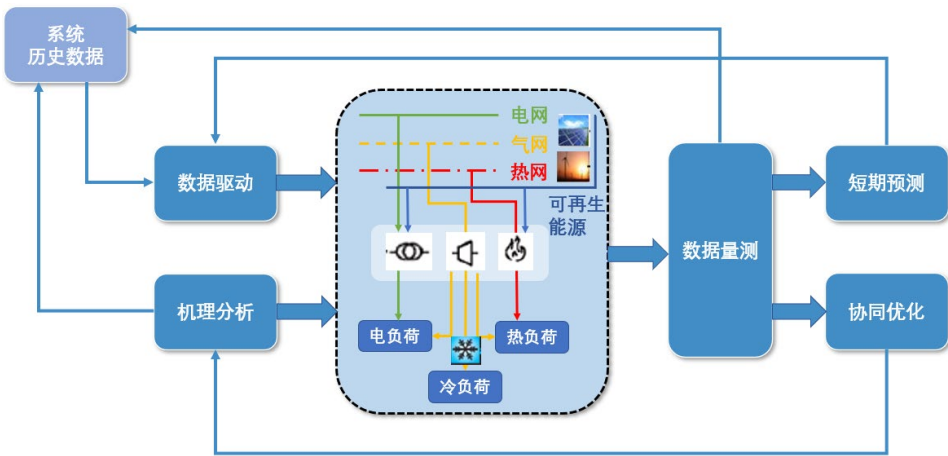 系统
历史数据
电网
气网
热网
数据驱动
短期预测
可再生
能源
数据量测
机理分析
协同优化
电负荷
热负荷
冷负荷